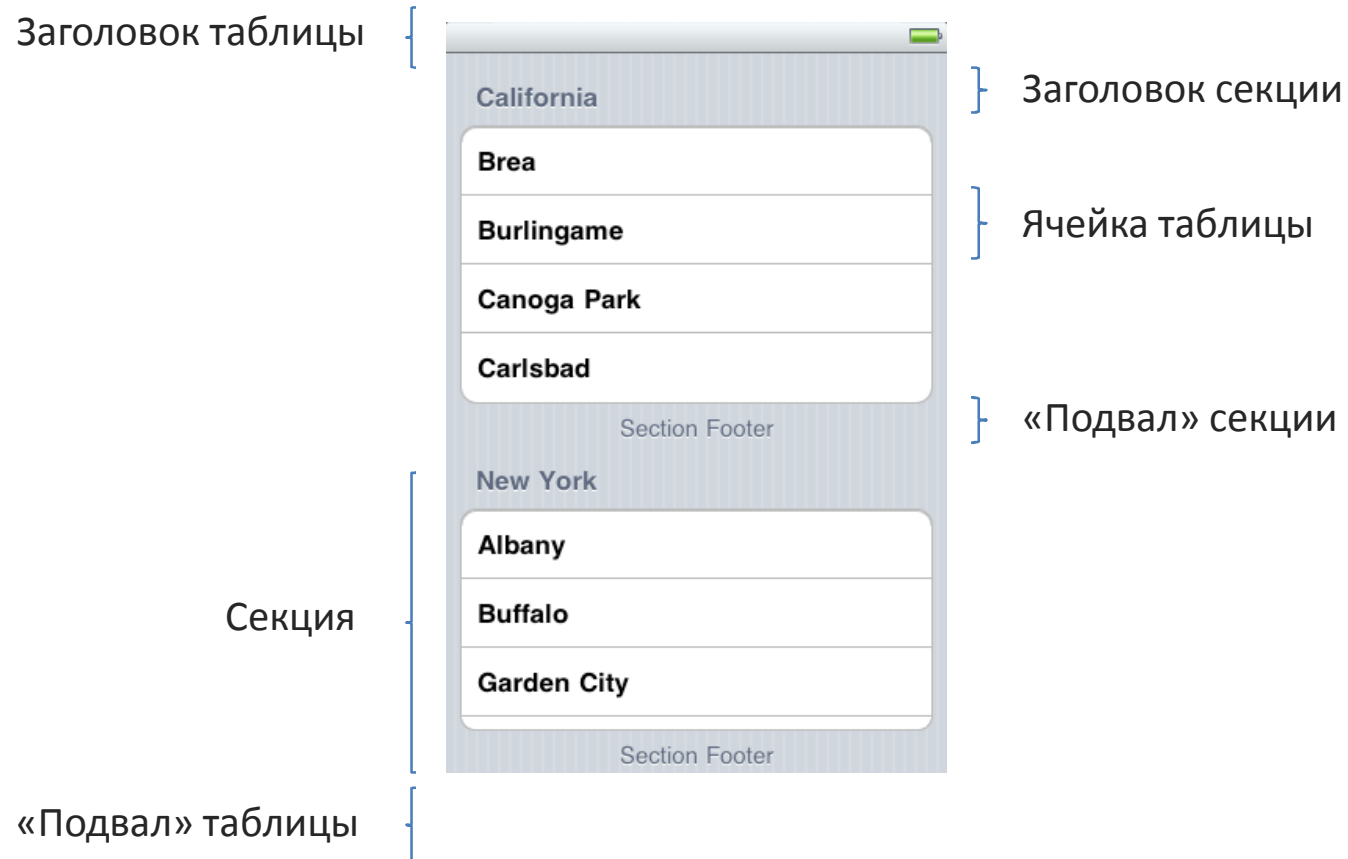 Заголовок таблицы
California
Заголовок секции
Brea
Burlingame
Ячейка таблицы
Canoga Park
Carlsbad
Section Footer
«Подвал» секции
New York
Albany
Секция
Buffalo
Garden City
Section Footer
«Подвал» таблицы